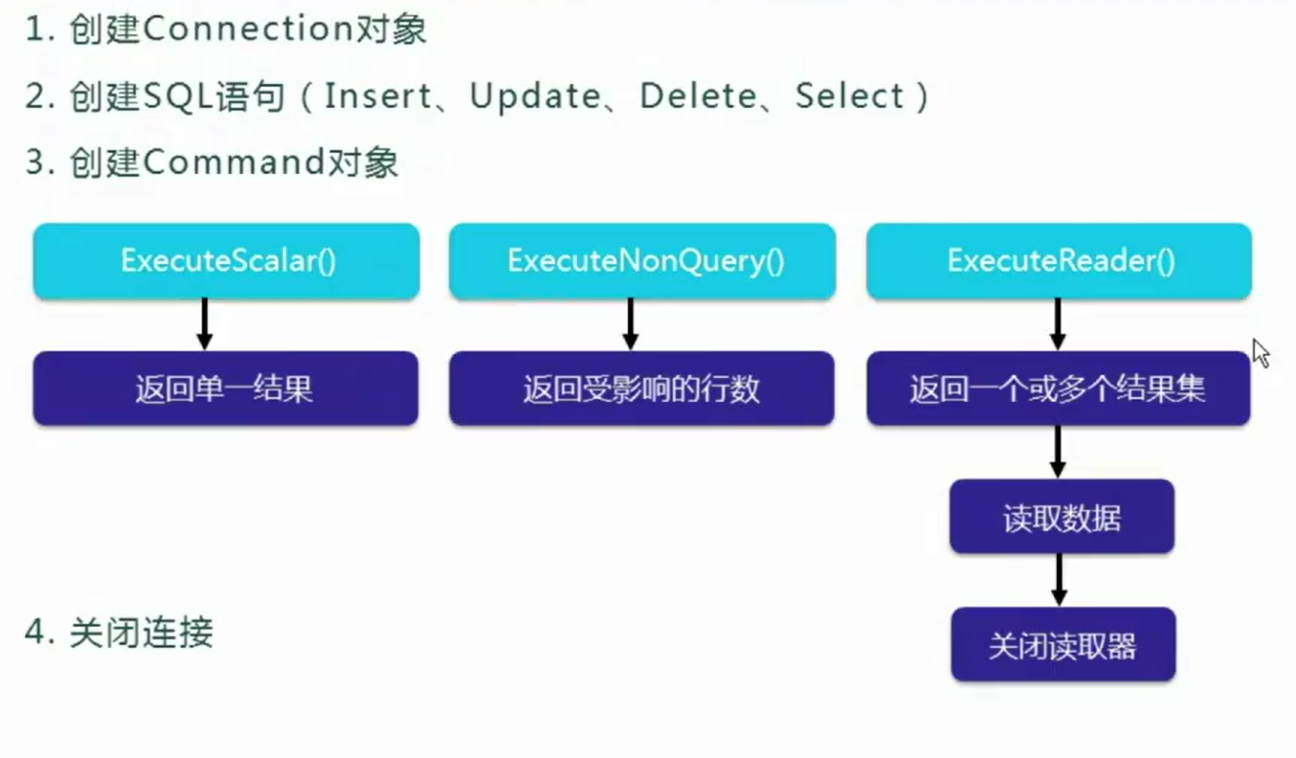 1. 创建Connection对象
2. 创建SQL语句（Insert、Update、Delete、Select）
3. 创建Command对象
ExecuteScalar()
ExecuteNonQuery()
ExecuteReader()
返回单一结果
返回受影响的行数
返回一个或多个结果集
读取数据
4. 关闭连接
关闭读取器